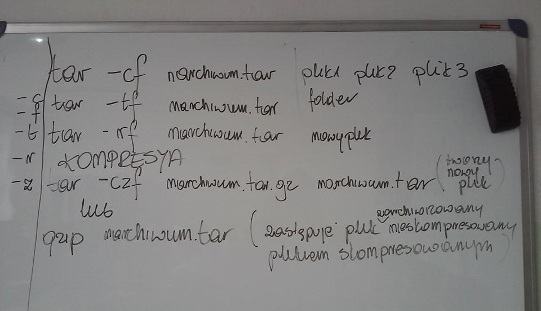 tar -cf narchiwum.tar plik1 plik2 plik3
-c tar -tf narchiwum.tar folder
-f
-t tar -rf narchiwum.tar nowyplik
-r KOMPRESYA
-z tar -czf narchiwum.tar.gz narchiwum.tar (tworzy nowy plik)
lub
gzip narchiwum.tar (zastępuje plik zarchiwizowany nieskompresowany
plikiem skompresowanym)